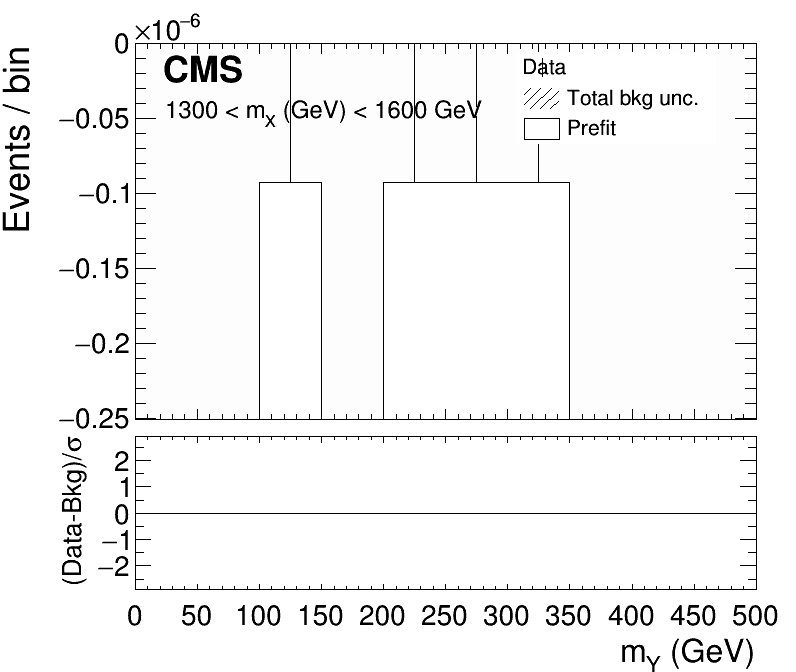 ×10⁻⁶
Events / bin
0
−0.05
−0.1
−0.15
−0.2
−0.25
CMS
1300 < mX (GeV) < 1600 GeV
Data
Total bkg unc.
Prefit
(Data-Bkg)/σ
2
1
0
−1
−2
0 50 100 150 200 250 300 350 400 450 500
mY (GeV)